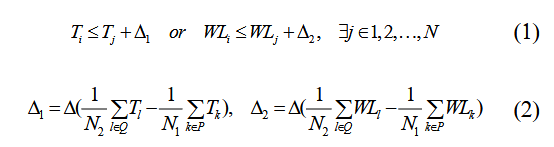 T_i ≤ T_j + Δ_1 or WL_i ≤ WL_j + Δ_2, ∃j ∈ 1,2,…,N (1)
Δ_1 = Δ(1/N_2 ∑_{l∈Q} T_l − 1/N_1 ∑_{k∈P} T_k), Δ_2 = Δ(1/N_2 ∑_{l∈Q} WL_l − 1/N_1 ∑_{k∈P} WL_k) (2)